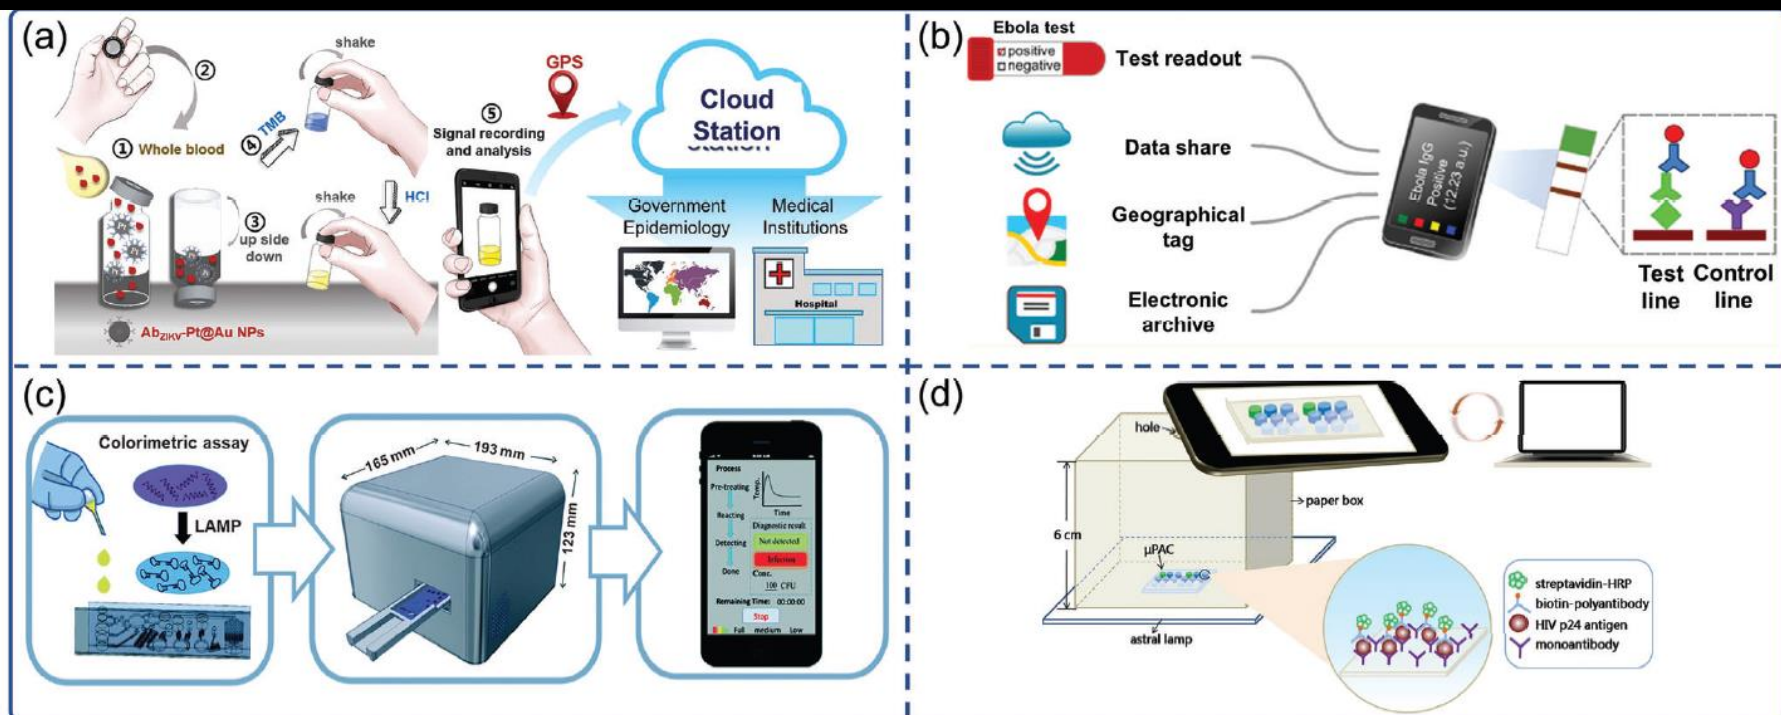 (a)
②
shake
① Whole blood
④ TMB
⑤
Signal recording
and analysis
GPS
Cloud
Station
HCl
shake
③
up side
down
Ab_ZIKV-Pt@Au NPs
Government
Epidemiology
Medical
Institutions
Hospital
(b)
Ebola test
positive
negative
Test readout
Data share
Geographical
tag
Electronic
archive
Ebola IgG
Positive
(12.23 a.u.)
Test
line
Control
line
(c)
Colorimetric assay
LAMP
165 mm
193 mm
123 mm
Process
Pre-treating
Reacting
Detecting
Done
Temp.
Time
Diagnostic result
Not detected
Infection
Conc.
100 CFU
Remaining Time: 00:00:00
Stop
Full medium Low
(d)
hole
paper box
6 cm
µPAC
astral lamp
streptavidin-HRP
biotin-polyantibody
HIV p24 antigen
monoantibody